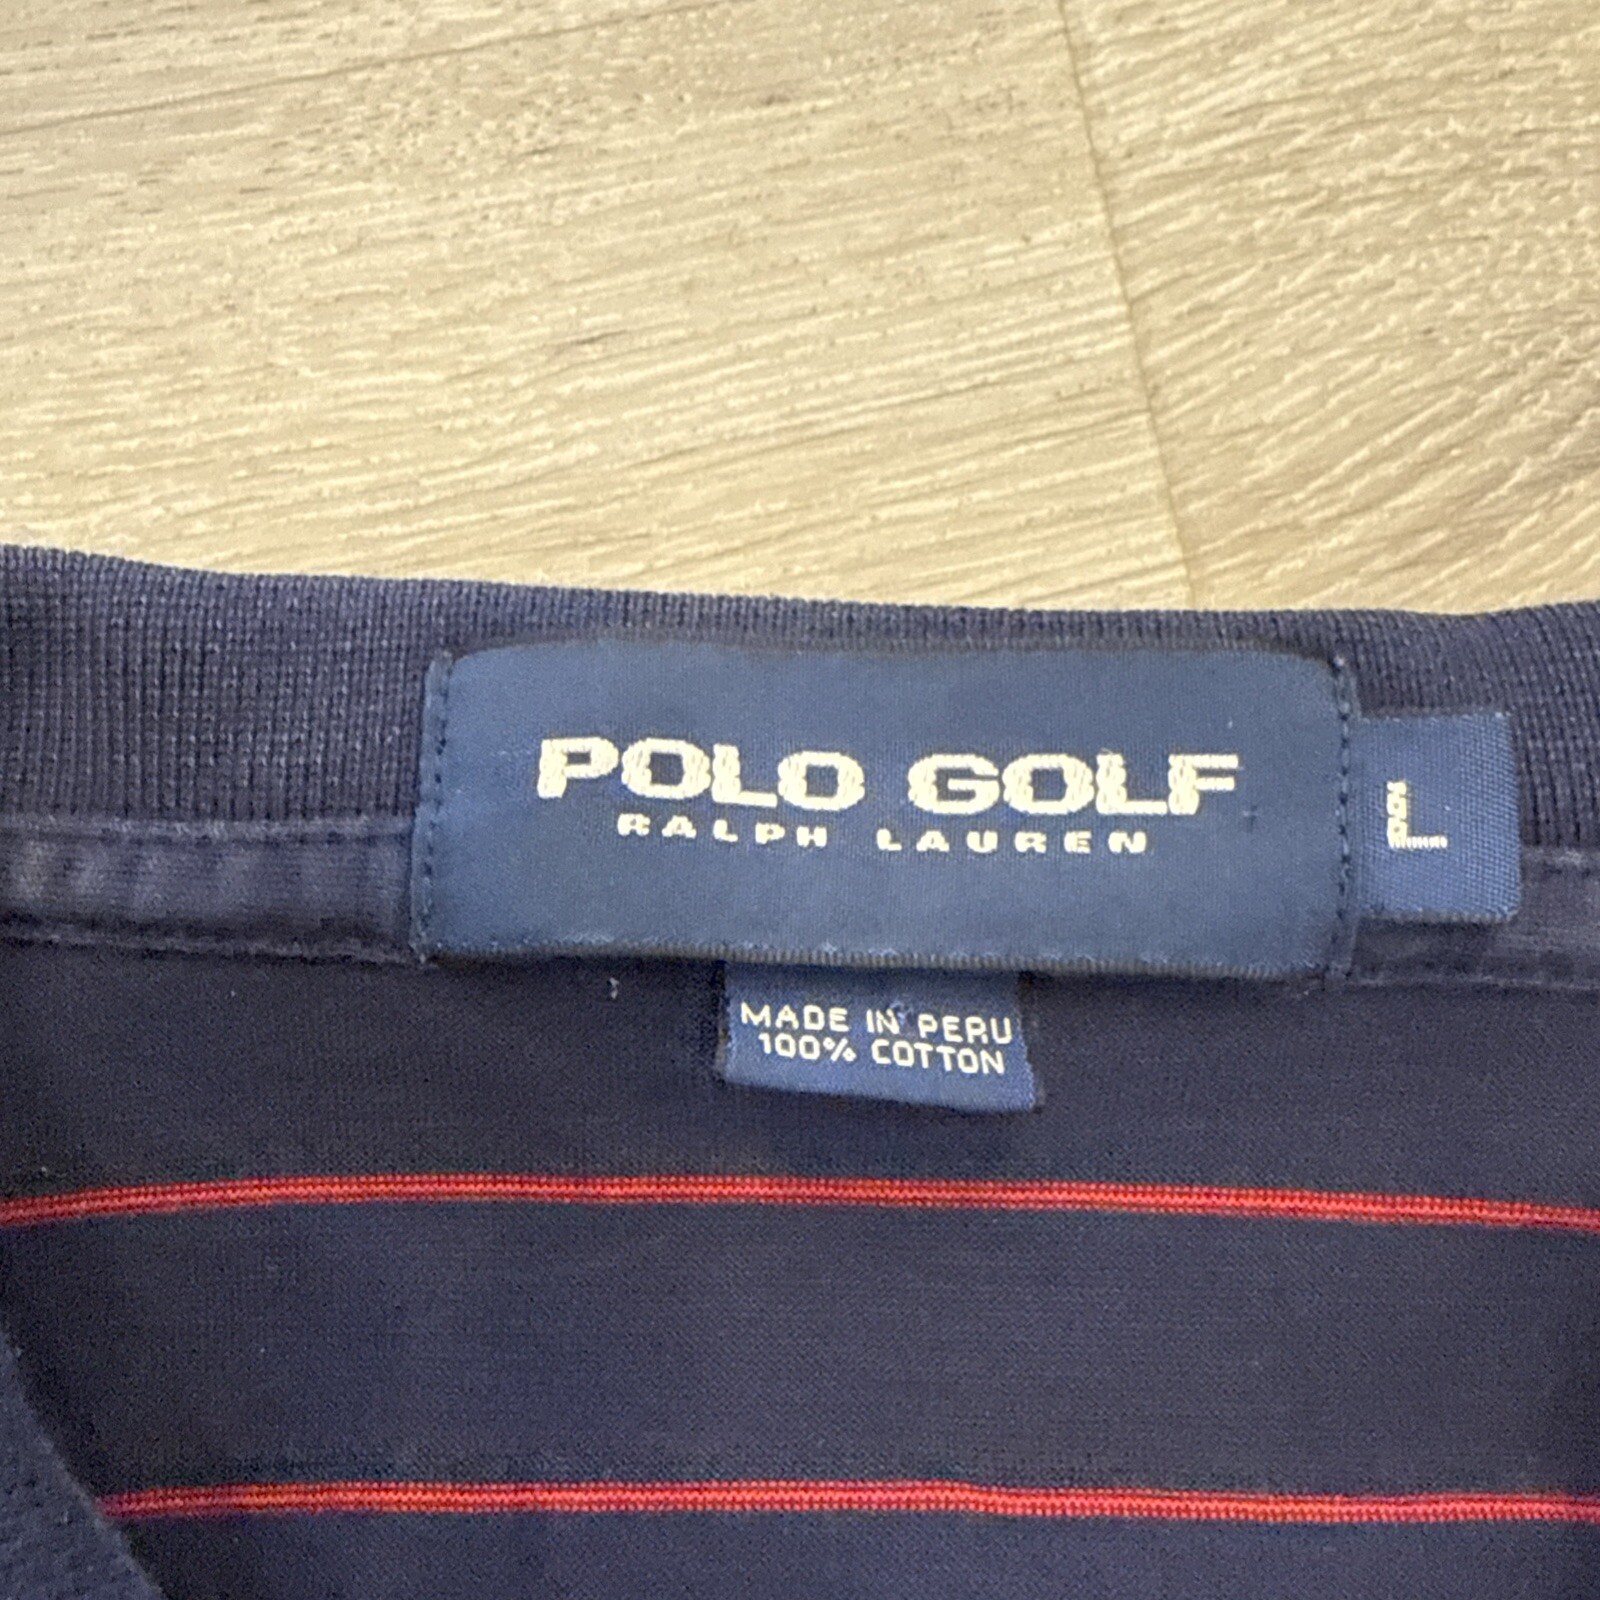 POLO GOLF
RALPH LAUREN
L
MADE IN PERU
100% COTTON